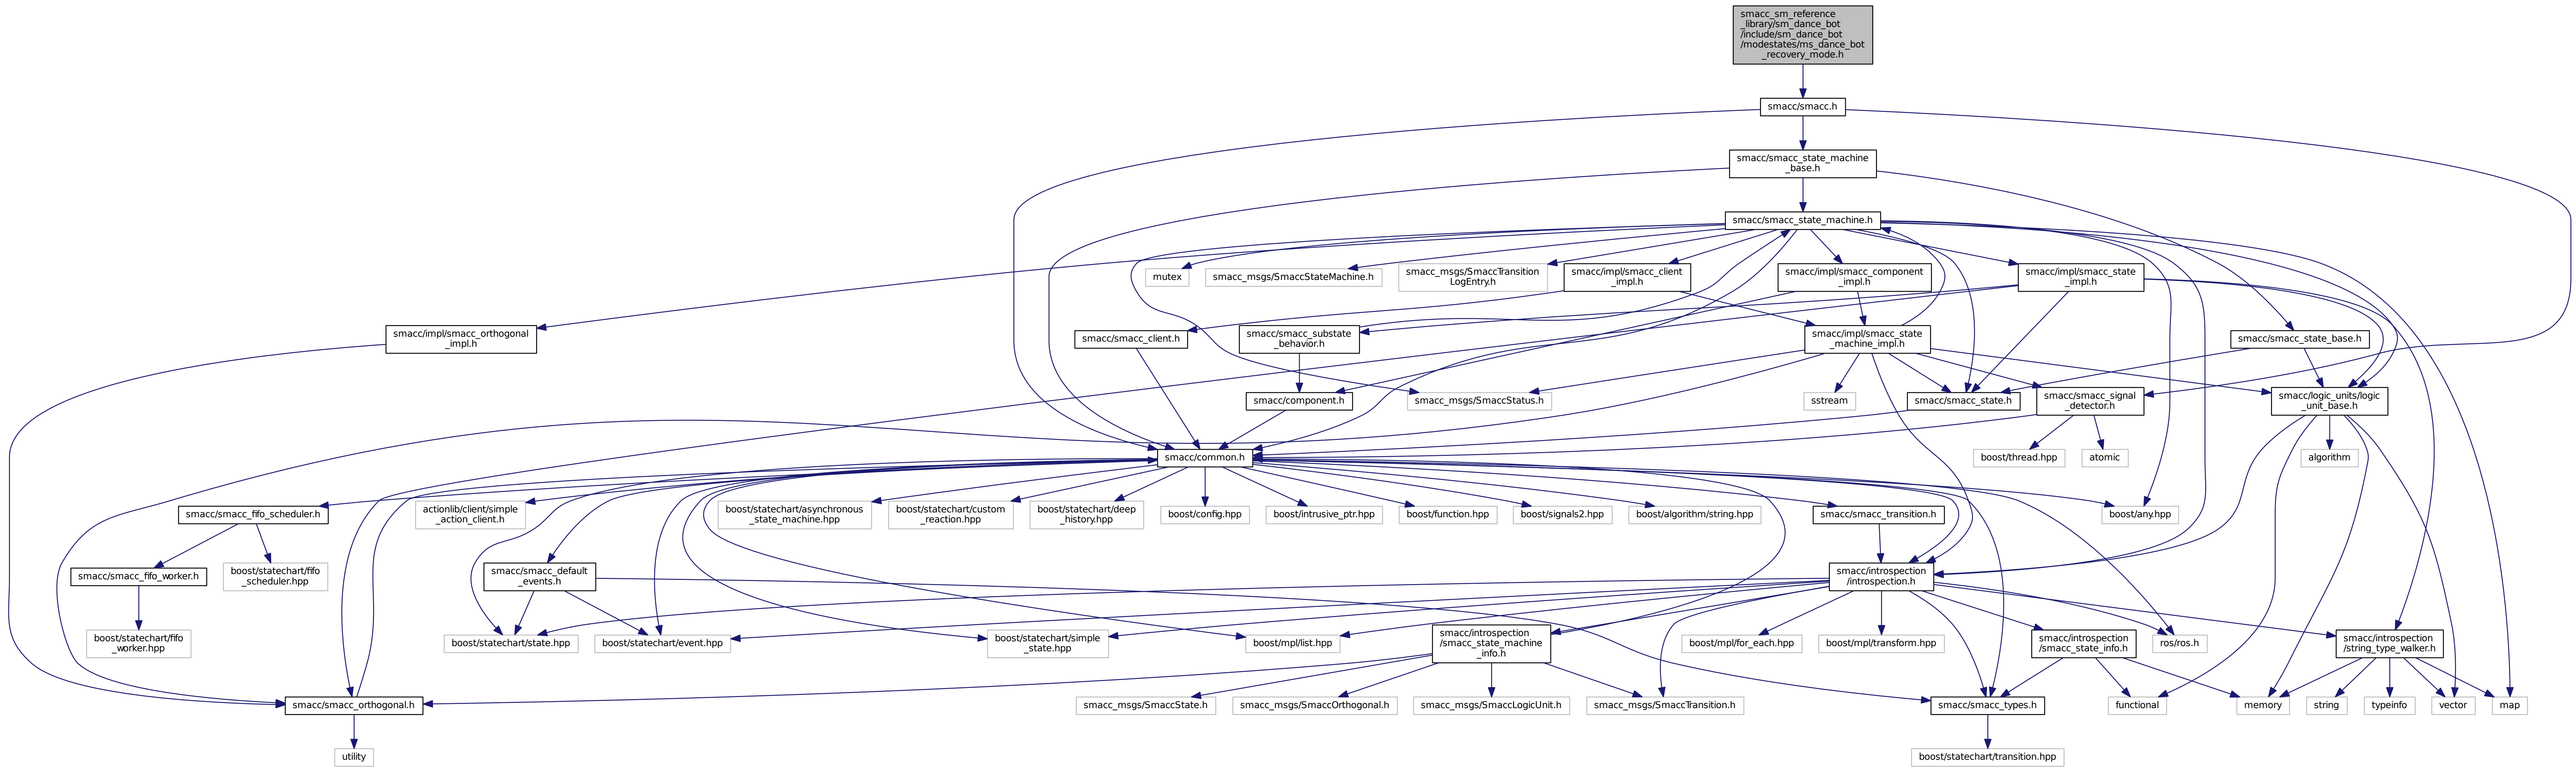 smacc_sm_reference
_library/sm_dance_bot
/include/sm_dance_bot
/modestates/ms_dance_bot
_recovery_mode.h
smacc/smacc.h
smacc/smacc_state_machine
_base.h
smacc/smacc_state_machine.h
mutex
smacc_msgs/SmaccStateMachine.h
smacc_msgs/SmaccTransition
LogEntry.h
smacc/impl/smacc_client
_impl.h
smacc/impl/smacc_component
_impl.h
smacc/impl/smacc_state
_impl.h
smacc/impl/smacc_orthogonal
_impl.h
smacc/smacc_client.h
smacc/smacc_substate
_behavior.h
smacc/impl/smacc_state
_machine_impl.h
smacc/smacc_state_base.h
smacc/component.h
smacc_msgs/SmaccStatus.h
sstream
smacc/smacc_state.h
smacc/smacc_signal
_detector.h
smacc/logic_units/logic
_unit_base.h
smacc/common.h
boost/thread.hpp
atomic
algorithm
smacc/smacc_fifo_scheduler.h
actionlib/client/simple
_action_client.h
boost/statechart/asynchronous
_state_machine.hpp
boost/statechart/custom
_reaction.hpp
boost/statechart/deep
_history.hpp
boost/config.hpp
boost/intrusive_ptr.hpp
boost/function.hpp
boost/signals2.hpp
boost/algorithm/string.hpp
smacc/smacc_transition.h
boost/any.hpp
smacc/smacc_fifo_worker.h
boost/statechart/fifo
_scheduler.hpp
smacc/smacc_default
_events.h
smacc/introspection
/introspection.h
boost/statechart/fifo
_worker.hpp
boost/statechart/state.hpp
boost/statechart/event.hpp
boost/statechart/simple
_state.hpp
boost/mpl/list.hpp
smacc/introspection
/smacc_state_machine
_info.h
boost/mpl/for_each.hpp
boost/mpl/transform.hpp
smacc/introspection
/smacc_state_info.h
ros/ros.h
smacc/introspection
/string_type_walker.h
smacc/smacc_orthogonal.h
smacc_msgs/SmaccState.h
smacc_msgs/SmaccOrthogonal.h
smacc_msgs/SmaccLogicUnit.h
smacc_msgs/SmaccTransition.h
smacc/smacc_types.h
functional
memory
string
typeinfo
vector
map
utility
boost/statechart/transition.hpp